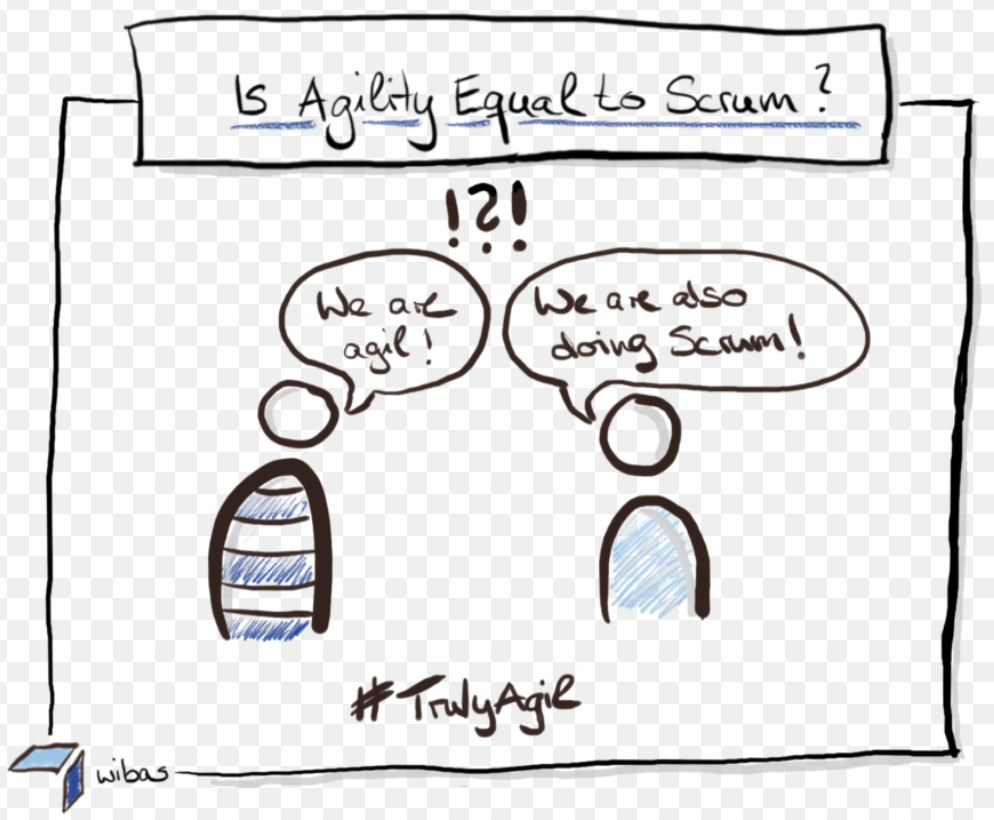 Is Agility Equal to Scrum?
!?!
We are
agil!
We are also
doing Scrum!
#TrulyAgil
wibas